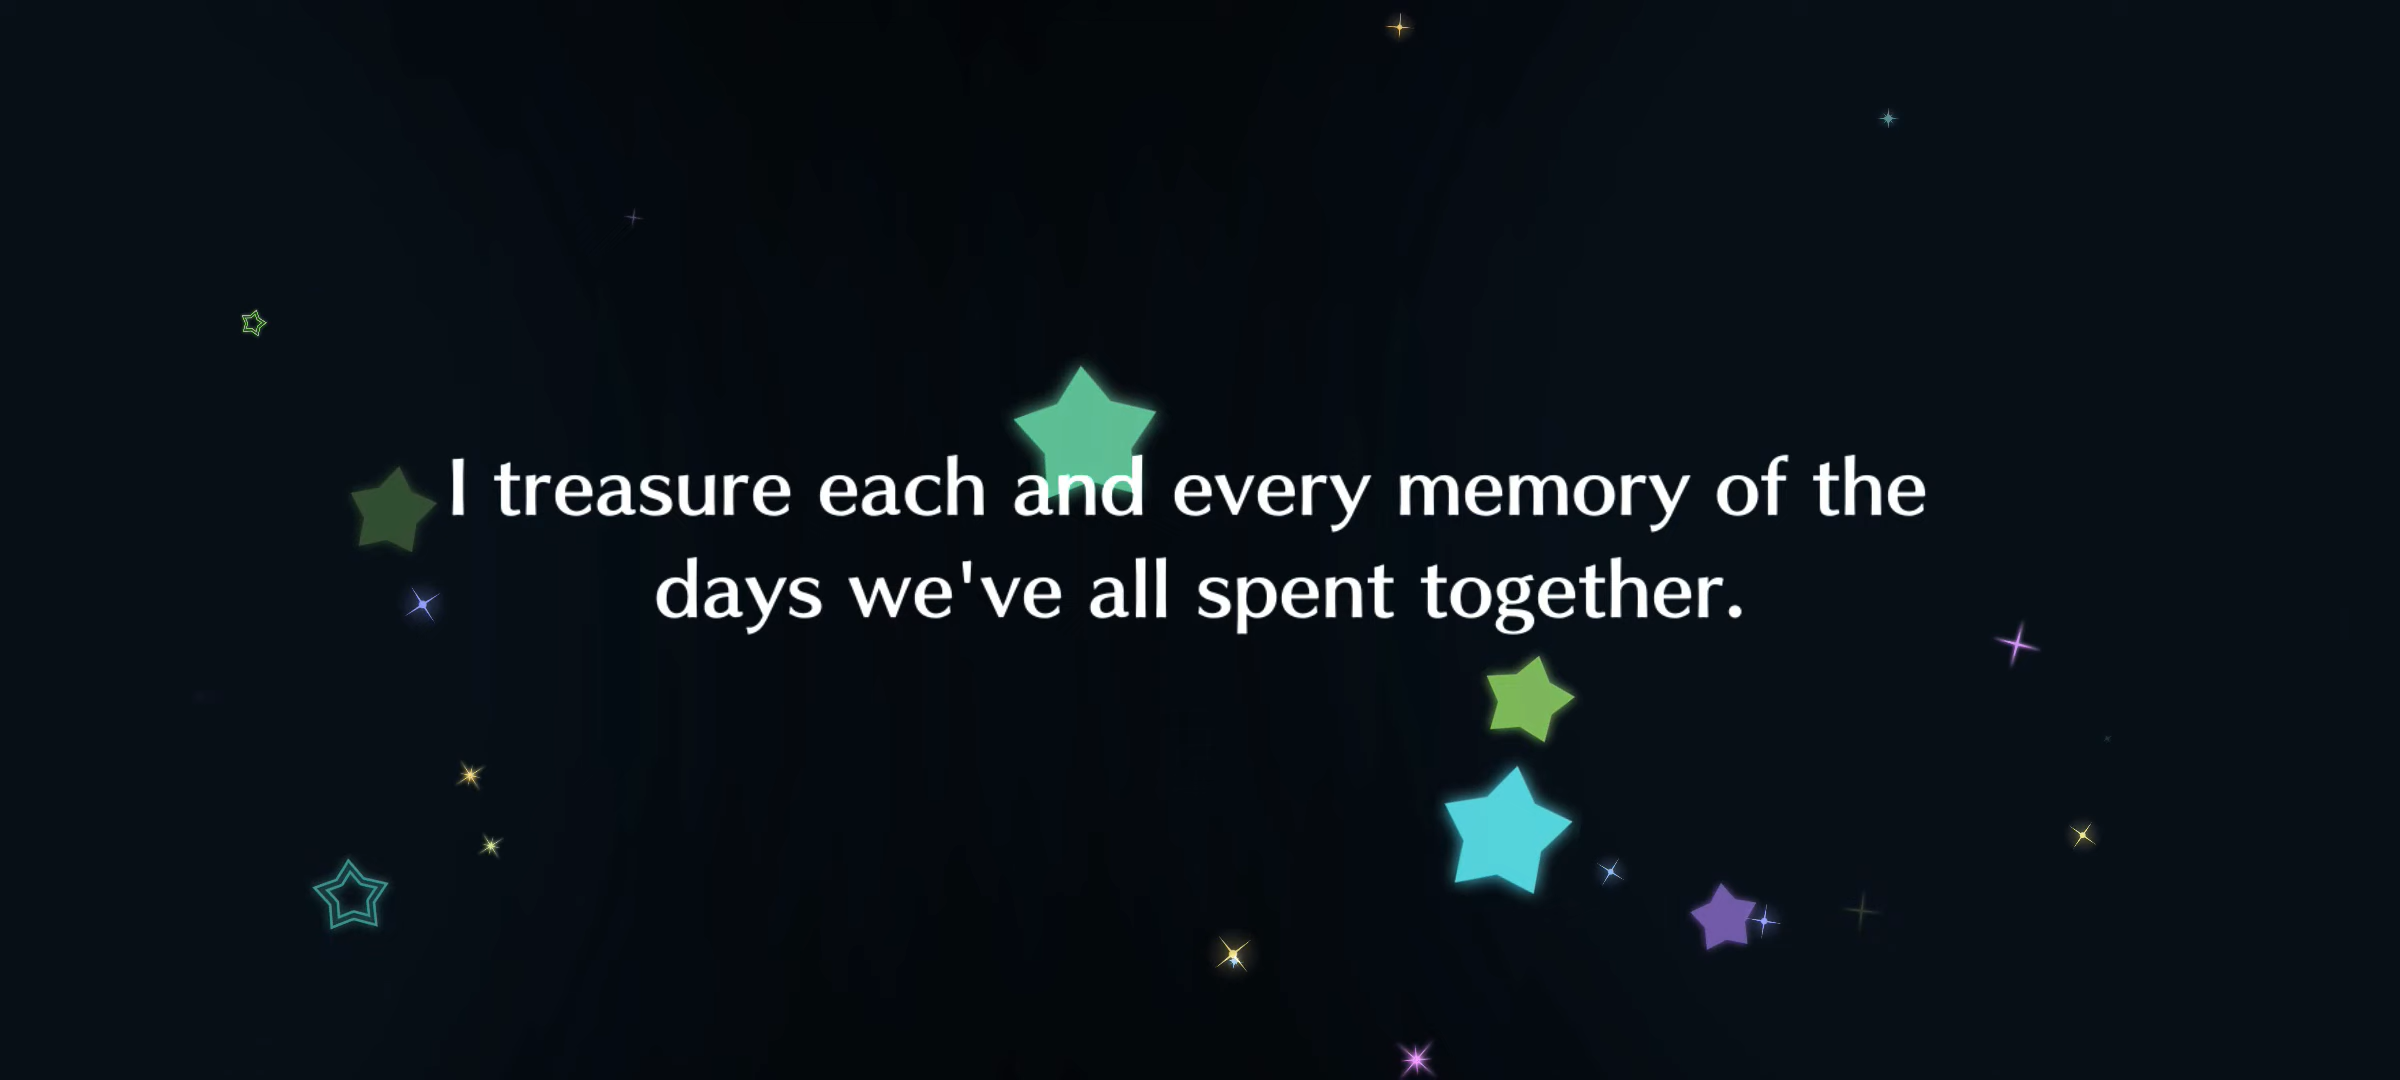 I treasure each and every memory of the
days we've all spent together.